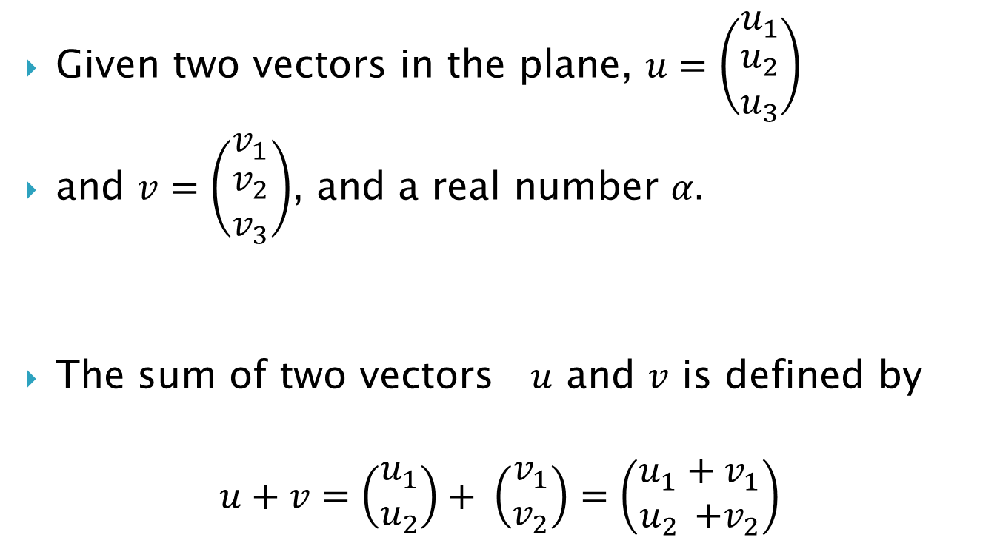 ▸ Given two vectors in the plane, $u = \begin{pmatrix} u_1 \\ u_2 \\ u_3 \end{pmatrix}$
▸ and $v = \begin{pmatrix} v_1 \\ v_2 \\ v_3 \end{pmatrix}$, and a real number $\alpha$.
▸ The sum of two vectors $u$ and $v$ is defined by
$u + v = \begin{pmatrix} u_1 \\ u_2 \end{pmatrix} + \begin{pmatrix} v_1 \\ v_2 \end{pmatrix} = \begin{pmatrix} u_1 + v_1 \\ u_2 + v_2 \end{pmatrix}$